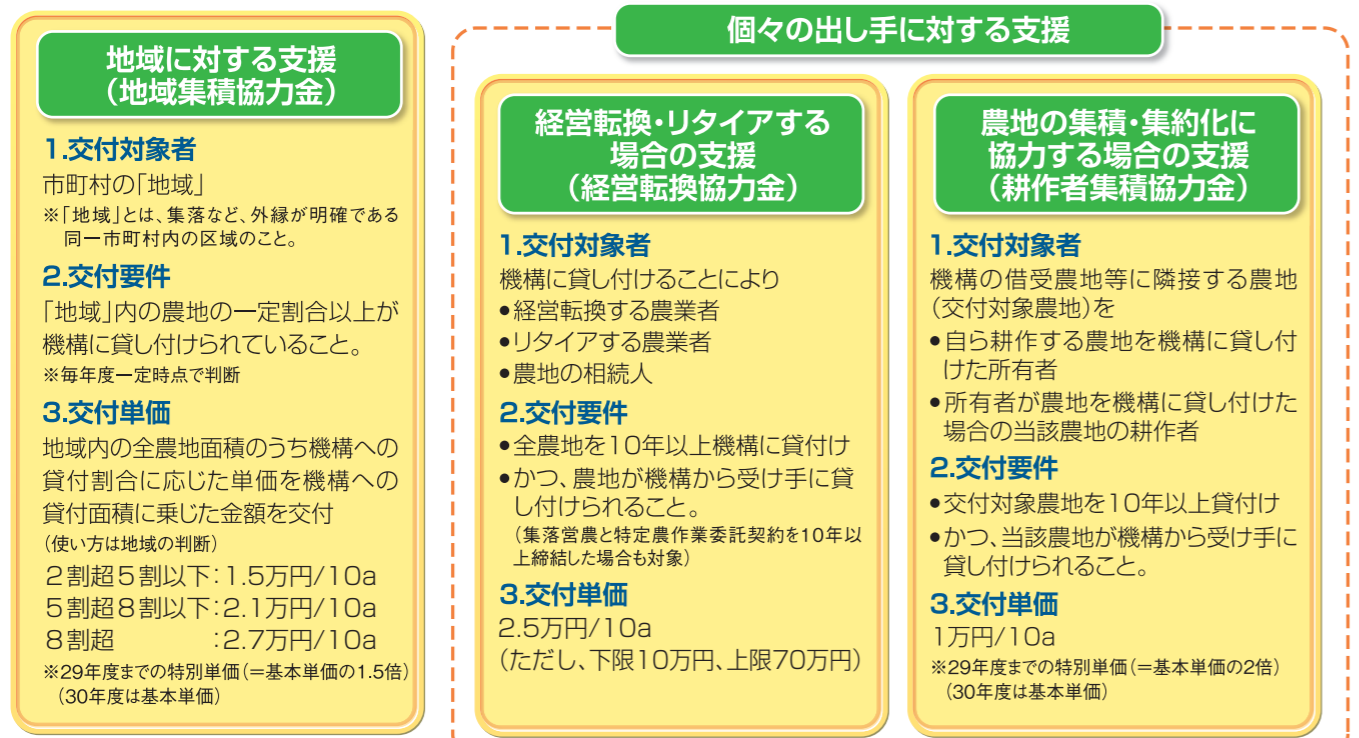 地域に対する支援
（地域集積協力金）
1.交付対象者
市町村の「地域」
※「地域」とは、集落など、外縁が明確である
同一市町村内の区域のこと。
2.交付要件
「地域」内の農地の一定割合以上が
機構に貸し付けられていること。
※毎年度一定時点で判断
3.交付単価
地域内の全農地面積のうち機構への
貸付割合に応じた単価を機構への
貸付面積に乗じた金額を交付
（使い方は地域の判断）
2割超5割以下：1.5万円/10a
5割超8割以下：2.1万円/10a
8割超　　　　：2.7万円/10a
※29年度までの特別単価（＝基本単価の1.5倍）
（30年度は基本単価）
個々の出し手に対する支援
経営転換・リタイアする
場合の支援
（経営転換協力金）
1.交付対象者
機構に貸し付けることにより
●経営転換する農業者
●リタイアする農業者
●農地の相続人
2.交付要件
●全農地を10年以上機構に貸付け
●かつ、農地が機構から受け手に貸
し付けられること。
（集落営農と特定農作業委託契約を10年以
上締結した場合も対象）
3.交付単価
2.5万円/10a
（ただし、下限10万円、上限70万円）
農地の集積・集約化に
協力する場合の支援
（耕作者集積協力金）
1.交付対象者
機構の借受農地等に隣接する農地
（交付対象農地）を
●自ら耕作する農地を機構に貸し付
けた所有者
●所有者が農地を機構に貸し付けた
場合の当該農地の耕作者
2.交付要件
●交付対象農地を10年以上貸付け
●かつ、当該農地が機構から受け手に
貸し付けられること。
3.交付単価
1万円/10a
※29年度までの特別単価（＝基本単価の2倍）
（30年度は基本単価）